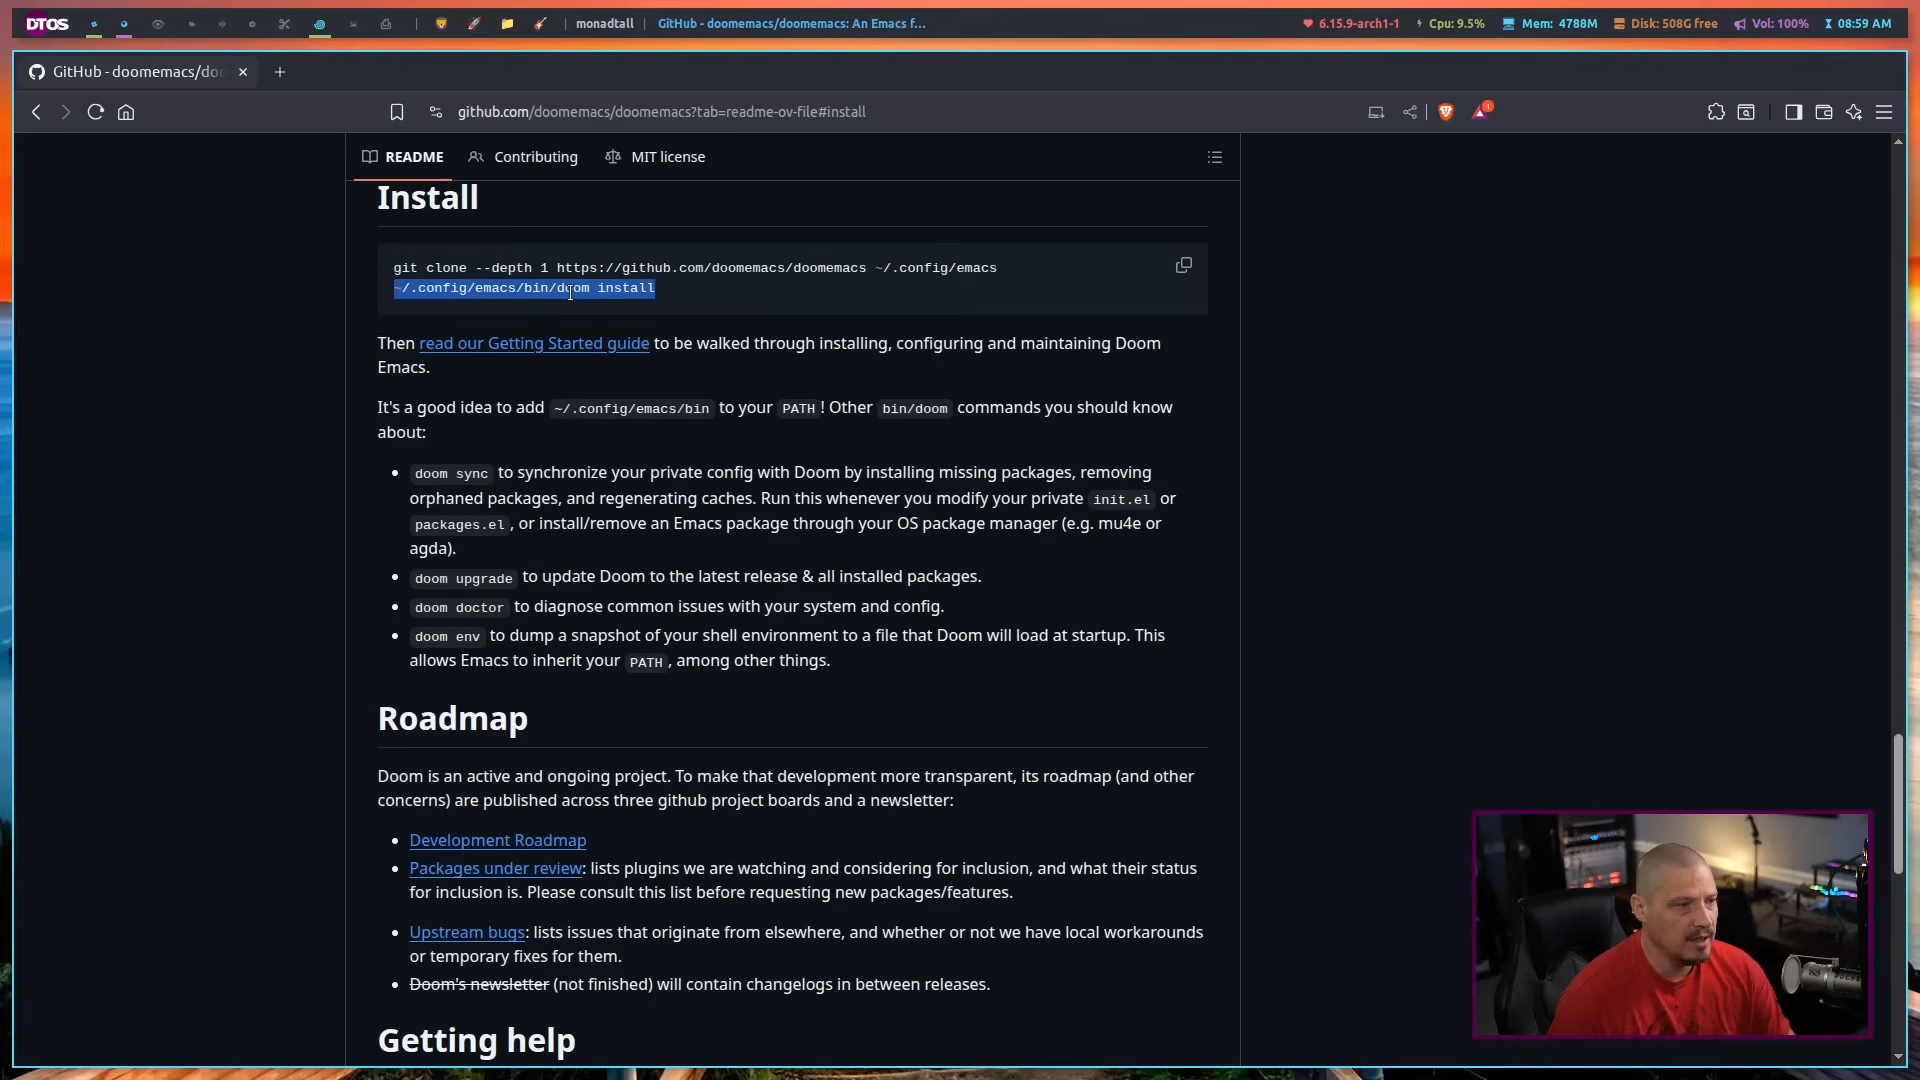 DTOS
monadtall
GitHub - doomemacs/doomemacs: An Emacs f...
6.15.9-arch1-1
Cpu: 9.5%
Mem: 4788M
Disk: 508G free
Vol: 100%
08:59 AM
GitHub - doomemacs/doo
github.com/doomemacs/doomemacs?tab=readme-ov-file#install
1
README
Contributing
MIT license
Install
git clone --depth 1 https://github.com/doomemacs/doomemacs ~/.config/emacs
~/.config/emacs/bin/doom install
Then read our Getting Started guide to be walked through installing, configuring and maintaining Doom
Emacs.
It's a good idea to add ~/.config/emacs/bin to your PATH! Other bin/doom commands you should know
about:
• doom sync to synchronize your private config with Doom by installing missing packages, removing
orphaned packages, and regenerating caches. Run this whenever you modify your private init.el or
packages.el, or install/remove an Emacs package through your OS package manager (e.g. mu4e or
agda).
• doom upgrade to update Doom to the latest release & all installed packages.
• doom doctor to diagnose common issues with your system and config.
• doom env to dump a snapshot of your shell environment to a file that Doom will load at startup. This
allows Emacs to inherit your PATH, among other things.
Roadmap
Doom is an active and ongoing project. To make that development more transparent, its roadmap (and other
concerns) are published across three github project boards and a newsletter:
• Development Roadmap
• Packages under review: lists plugins we are watching and considering for inclusion, and what their status
for inclusion is. Please consult this list before requesting new packages/features.
• Upstream bugs: lists issues that originate from elsewhere, and whether or not we have local workarounds
or temporary fixes for them.
• Doom's newsletter (not finished) will contain changelogs in between releases.
Getting help